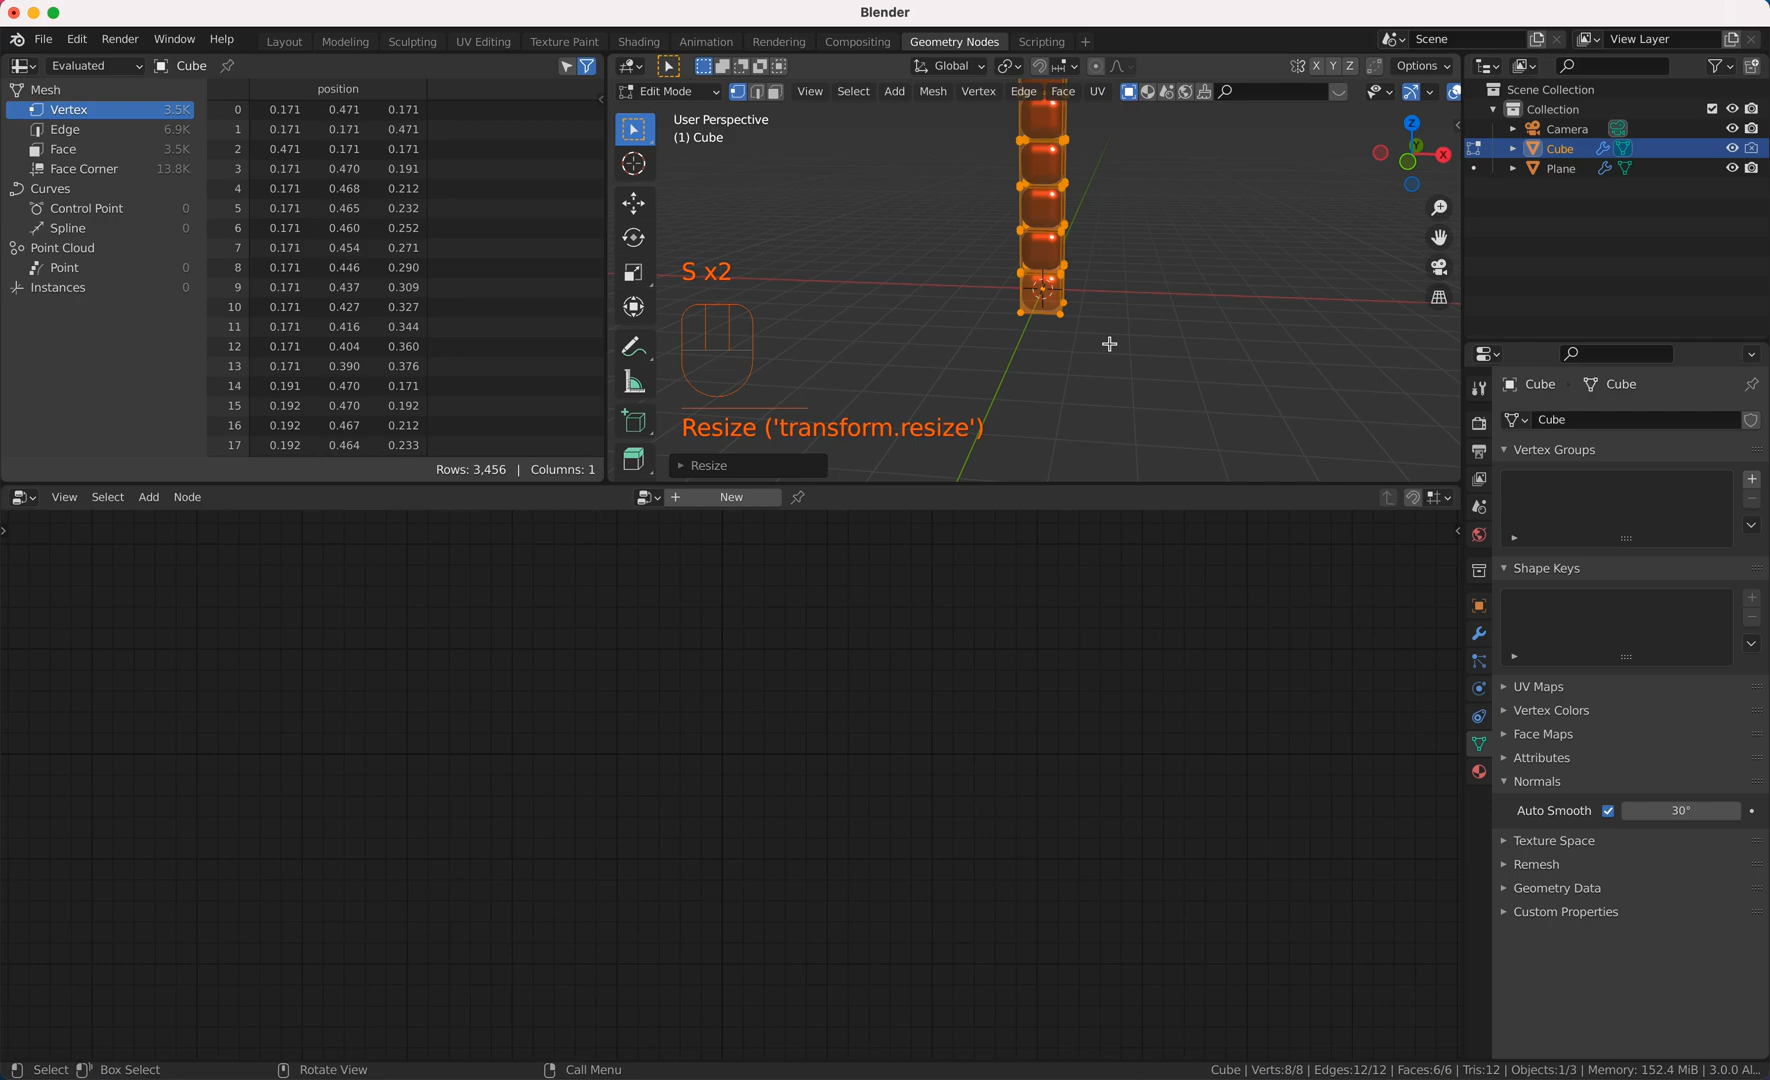 Blender
File Edit Render Window Help Layout Modeling Sculpting UV Editing Texture Paint Shading Animation Rendering Compositing Geometry Nodes Scripting + Scene View Layer
Evaluated Cube
Global X Y Z Options
position
Mesh
Vertex 3.5K
Edge 6.9K
Face 3.5K
Face Corner 13.8K
Curves
Control Point 0
Spline 0
Point Cloud
Point 0
Instances 0
0 0.171 0.471 0.171
1 0.171 0.171 0.471
2 0.471 0.171 0.171
3 0.171 0.470 0.191
4 0.171 0.468 0.212
5 0.171 0.465 0.232
6 0.171 0.460 0.252
7 0.171 0.454 0.271
8 0.171 0.446 0.290
9 0.171 0.437 0.309
10 0.171 0.427 0.327
11 0.171 0.416 0.344
12 0.171 0.404 0.360
13 0.171 0.390 0.376
14 0.191 0.470 0.171
15 0.192 0.470 0.192
16 0.192 0.467 0.212
17 0.192 0.464 0.233
Rows: 3,456 | Columns: 1
Edit Mode View Select Add Mesh Vertex Edge Face UV
User Perspective
(1) Cube
Z
Y
X
S x2
Resize ('transform.resize')
Resize
Scene Collection
Collection
Camera
Cube
Plane
Cube Cube
Cube
Vertex Groups
Shape Keys
UV Maps
Vertex Colors
Face Maps
Attributes
Normals
Auto Smooth 30°
Texture Space
Remesh
Geometry Data
Custom Properties
View Select Add Node + New
Select Box Select Rotate View Call Menu
Cube | Verts:8/8 | Edges:12/12 | Faces:6/6 | Tris:12 | Objects:1/3 | Memory: 152.4 MiB | 3.0.0 Al...